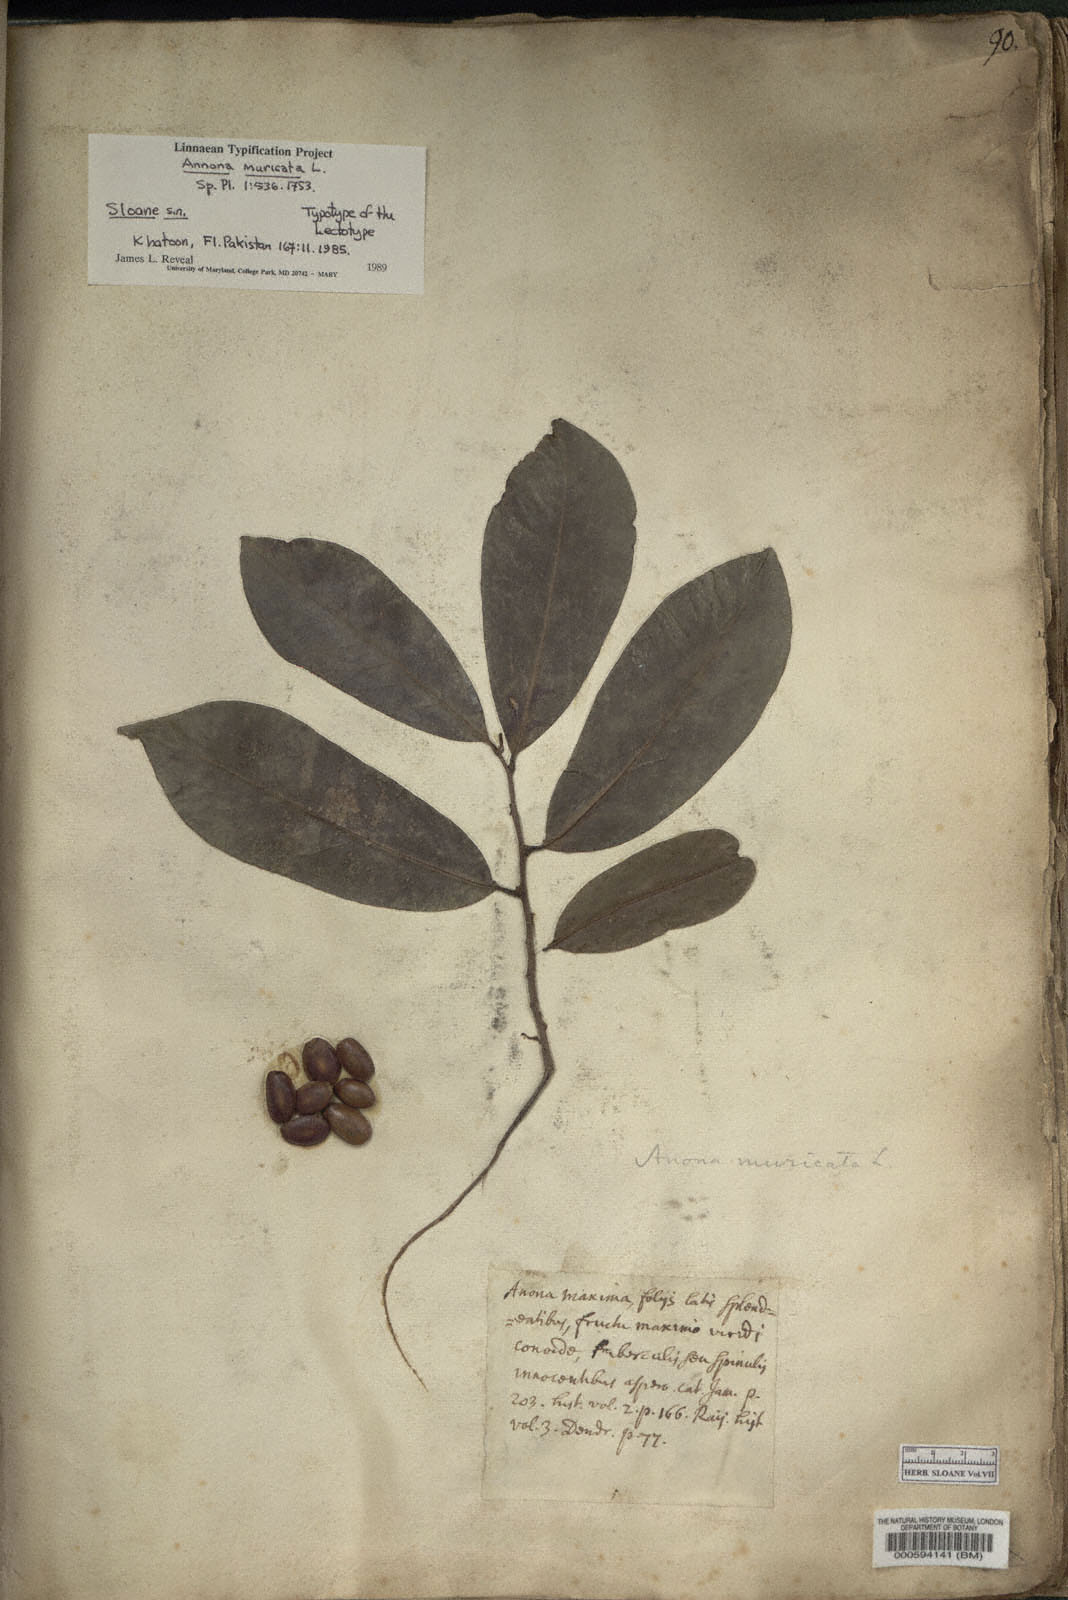 90.
Linnaean Typification Project
Annona muricata L.
Sp. Pl. 1:536. 1753.
Sloane s.n.
Typotype of the
Lectotype
Khatoon, Fl. Pakistan 167:11. 1985.
James L. Reveal
1989
University of Maryland, College Park, MD 20742 – MARY
Anona muricata L.
Anona maxima, folijs latis splend=
=entibus, fructu maximo viridi
conoide, tuberculis seu spinulis
innocentibus aspero. cat. Jam. p.
203. hist. vol. 2. p. 166. Raij. hist
vol. 3. Dendr. p. 77.
HERB. SLOANE Vol. VII
THE NATURAL HISTORY MUSEUM, LONDON
DEPARTMENT OF BOTANY
000594141 (BM)